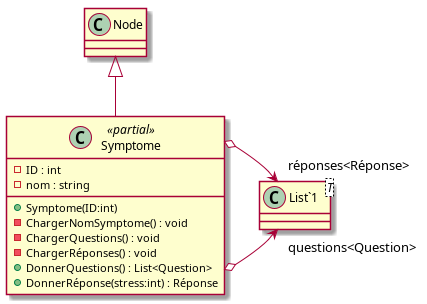 C Node
C «partial»
Symptome
ID : int
nom : string
Symptome(ID:int)
ChargerNomSymptome() : void
ChargerQuestions() : void
ChargerRéponses() : void
DonnerQuestions() : List<Question>
DonnerRéponse(stress:int) : Réponse
réponses<Réponse>
C List`1 T
questions<Question>